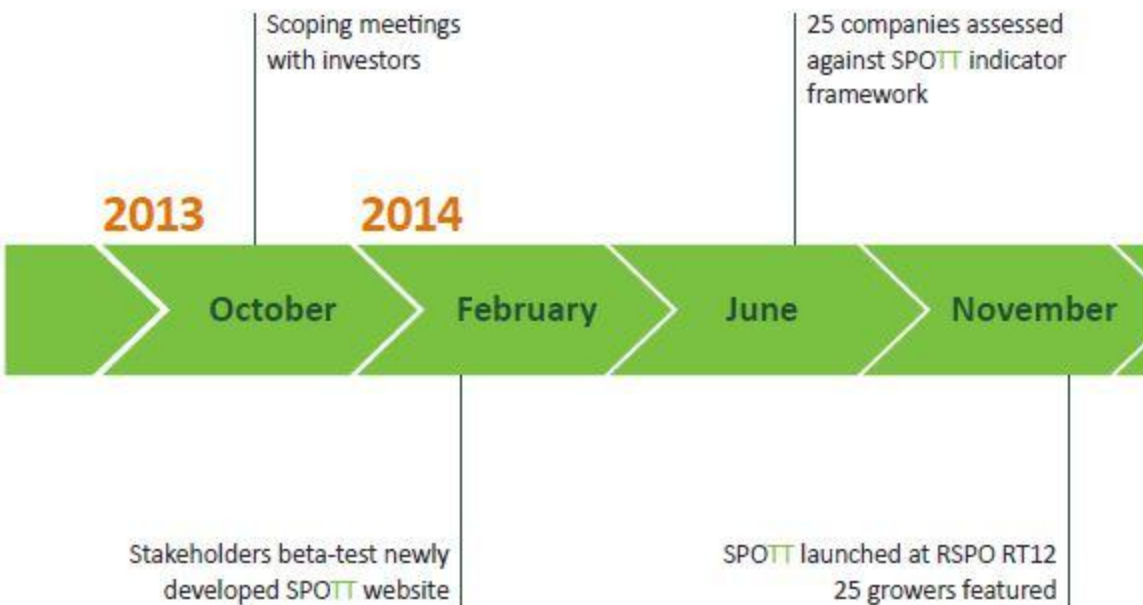 Scoping meetings
with investors
25 companies assessed
against SPOTT indicator
framework
2013
2014
October
February
June
November
Stakeholders beta-test newly
developed SPOTT website
SPOTT launched at RSPO RT12
25 growers featured